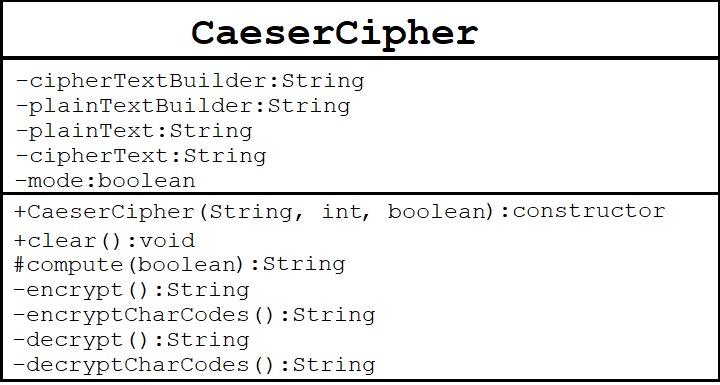 CaeserCipher
-cipherTextBuilder:String
-plainTextBuilder:String
-plainText:String
-cipherText:String
-mode:boolean
+CaeserCipher(String, int, boolean):constructor
+clear():void
#compute(boolean):String
-encrypt():String
-encryptCharCodes():String
-decrypt():String
-decryptCharCodes():String